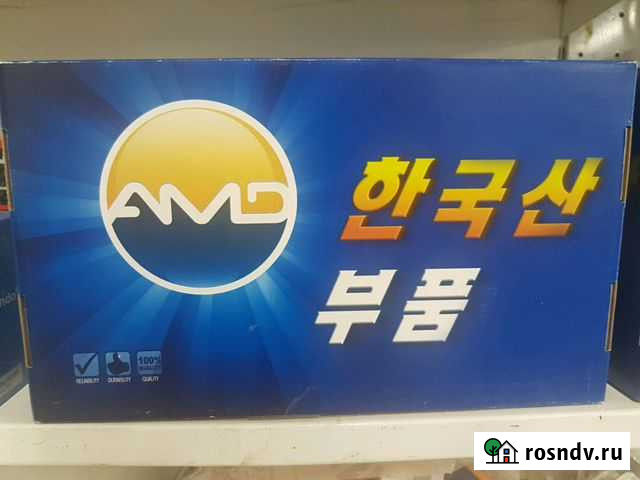 AMD
한국산
부품
100%
RELIABILITY DURABILITY QUALITY
rosndv.ru